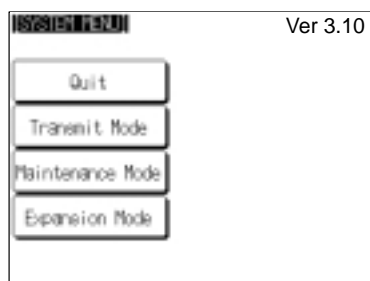 [SYSTEM MENU]
Ver 3.10
Quit
Transmit Mode
Maintenance Mode
Expansion Mode